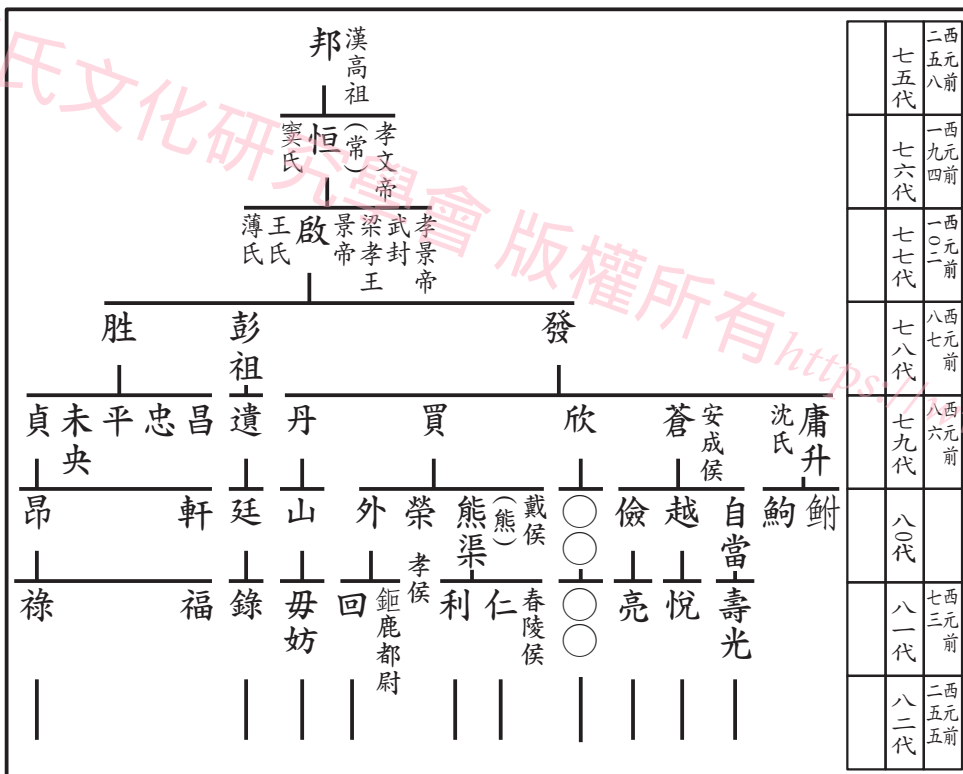 西元前二五八
七五代
西元前一九四
七六代
西元前一0二
七七代
西元前八七
七八代
西元前八六
七九代
八0代
西元前七三
八一代
西元前二五五
八二代
漢高祖
邦
孝文帝
(常)
恒
竇氏
孝景帝
武封
梁孝王
景帝
啟
王氏
薄氏
發
彭祖
胜
庸升
沈氏
安成侯
蒼
欣
買
丹
遺
昌
忠
平
未央
貞
鮒
鮈
自當
越
儉
○○
戴侯
(熊)
熊渠
榮
孝侯
外
山
廷
軒
昂
壽光
悅
亮
○○
春陵侯
仁
利
鉅鹿都尉
回
毋妨
錄
福
祿
氏文化研究學會 版權所有https://w